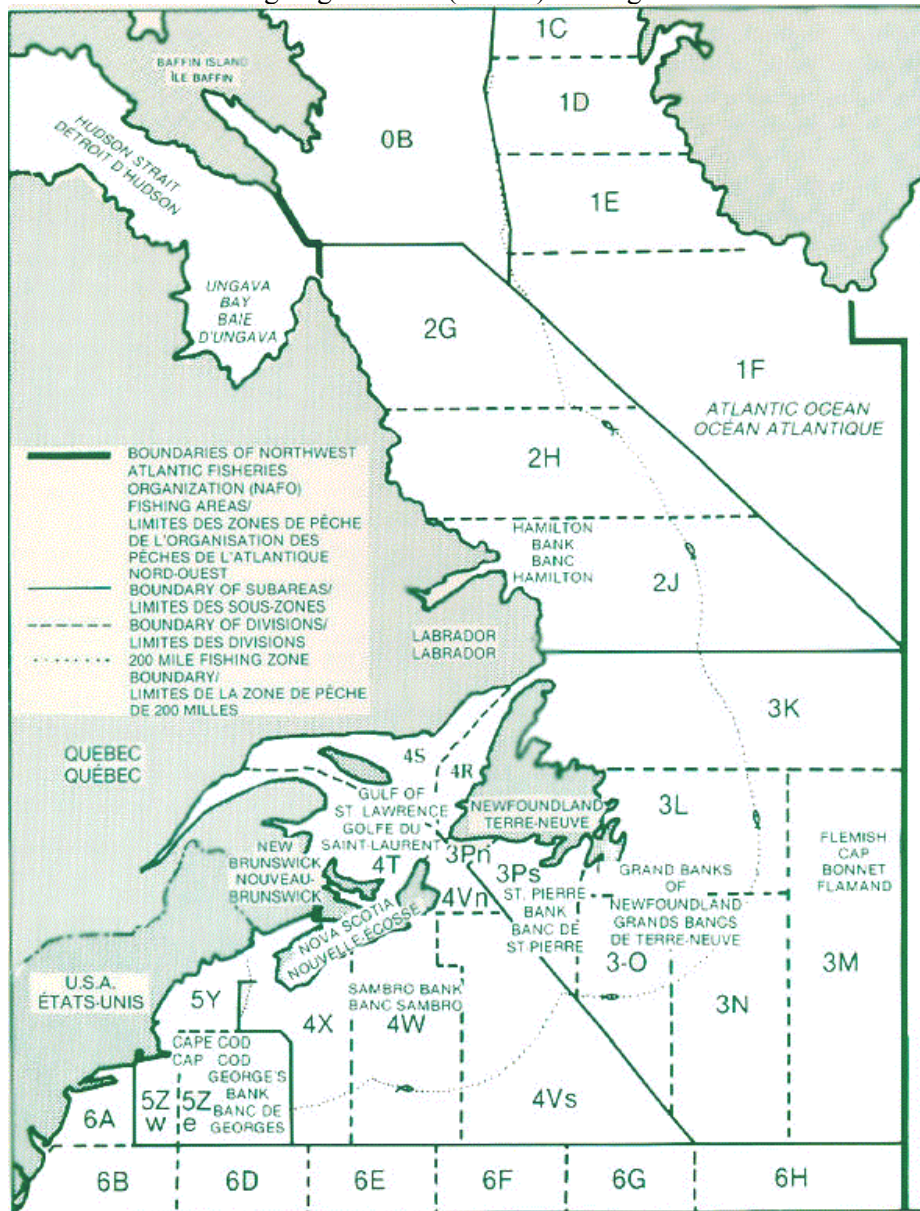 1C
BAFFIN ISLAND
ÎLE BAFFIN
1D
HUDSON STRAIT
DÉTROIT D'HUDSON
0B
1E
UNGAVA
BAY
BAIE
D'UNGAVA
2G
1F
ATLANTIC OCEAN
OCÉAN ATLANTIQUE
2H
BOUNDARIES OF NORTHWEST
ATLANTIC FISHERIES
ORGANIZATION (NAFO)
FISHING AREAS/
LIMITES DES ZONES DE PÊCHE
DE L'ORGANISATION DES
PÊCHES DE L'ATLANTIQUE
NORD-OUEST
BOUNDARY OF SUBAREAS/
LIMITES DES SOUS-ZONES
BOUNDARY OF DIVISIONS/
LIMITES DES DIVISIONS
200 MILE FISHING ZONE
BOUNDARY/
LIMITES DE LA ZONE DE PÊCHE
DE 200 MILLES
HAMILTON
BANK
BANC
HAMILTON
2J
LABRADOR
LABRADOR
3K
QUEBEC
QUÉBEC
4S
4R
GULF OF
ST. LAWRENCE
GOLFE DU
SAINT-LAURENT
NEWFOUNDLAND
TERRE-NEUVE
3L
FLEMISH
CAP
BONNET
FLAMAND
NEW
BRUNSWICK
NOUVEAU-
BRUNSWICK
4T
3Pn
3Ps
4Vn
ST. PIERRE
BANK
BANC DE
ST-PIERRE
GRAND BANKS
OF
NEWFOUNDLAND
GRANDS BANCS
DE TERRE-NEUVE
NOVA SCOTIA
NOUVELLE-ÉCOSSE
3-O
3N
3M
U.S.A.
ÉTATS-UNIS
5Y
4X
SAMBRO BANK
BANC SAMBRO
4W
CAPE COD
CAP COD
GEORGE'S
BANK
BANC DE
GEORGES
6A
5Z
w
5Z
e
4Vs
6B
6D
6E
6F
6G
6H